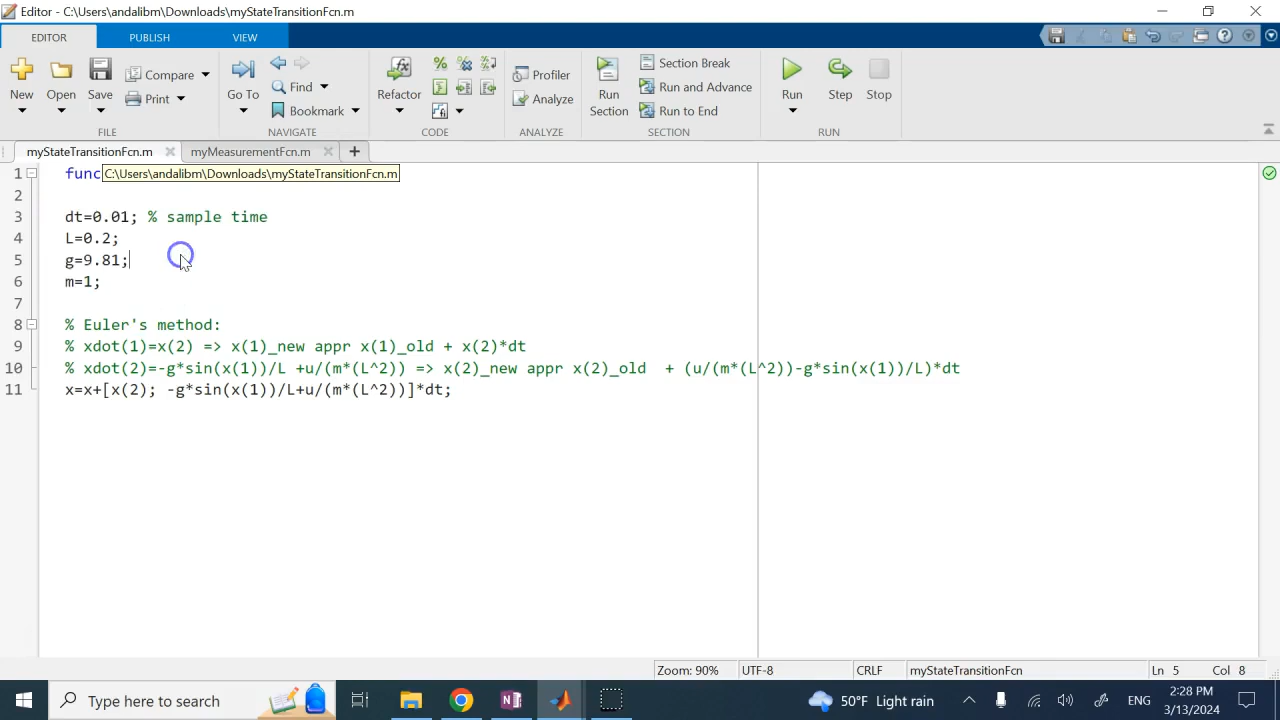 Editor - C:\Users\andalibm\Downloads\myStateTransitionFcn.m
EDITOR PUBLISH VIEW
New Open Save Compare Print
FILE
Go To Find Bookmark
NAVIGATE
Refactor
CODE
Profiler Analyze
ANALYZE
Run Section
Section Break
Run and Advance
Run to End
SECTION
Run Step Stop
RUN
myStateTransitionFcn.m myMeasurementFcn.m
1 func
C:\Users\andalibm\Downloads\myStateTransitionFcn.m
2
3 dt=0.01; % sample time
4 L=0.2;
5 g=9.81;
6 m=1;
7
8 % Euler's method:
9 % xdot(1)=x(2) => x(1)_new appr x(1)_old + x(2)*dt
10 % xdot(2)=-g*sin(x(1))/L +u/(m*(L^2)) => x(2)_new appr x(2)_old  + (u/(m*(L^2))-g*sin(x(1))/L)*dt
11 x=x+[x(2); -g*sin(x(1))/L+u/(m*(L^2))]*dt;
Zoom: 90% UTF-8 CRLF myStateTransitionFcn Ln 5 Col 8
Type here to search
50°F Light rain
ENG
2:28 PM
3/13/2024